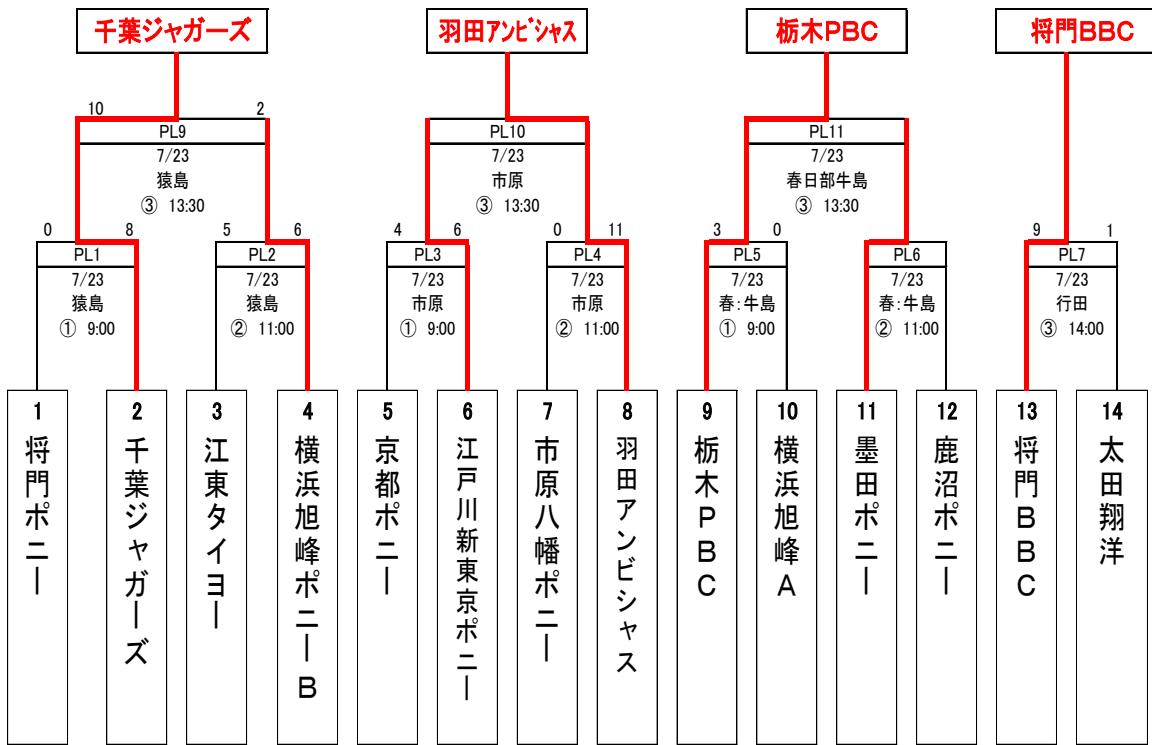 千葉ジャガーズ
羽田アンビシャス
栃木PBC
将門BBC
10 2
PL9
7/23
猿島
③ 13:30
PL10
7/23
市原
③ 13:30
PL11
7/23
春日部牛島
③ 13:30
0 8
PL1
7/23
猿島
① 9:00
5 6
PL2
7/23
猿島
② 11:00
4 6
PL3
7/23
市原
① 9:00
0 11
PL4
7/23
市原
② 11:00
3 0
PL5
7/23
春:牛島
① 9:00
PL6
7/23
春:牛島
② 11:00
9 1
PL7
7/23
行田
③ 14:00
1
将門ポニー
2
千葉ジャガーズ
3
江東タイヨー
4
横浜旭峰ポニーB
5
京都ポニー
6
江戸川新東京ポニー
7
市原八幡ポニー
8
羽田アンビシャス
9
栃木PBC
10
横浜旭峰A
11
墨田ポニー
12
鹿沼ポニー
13
将門BBC
14
太田翔洋